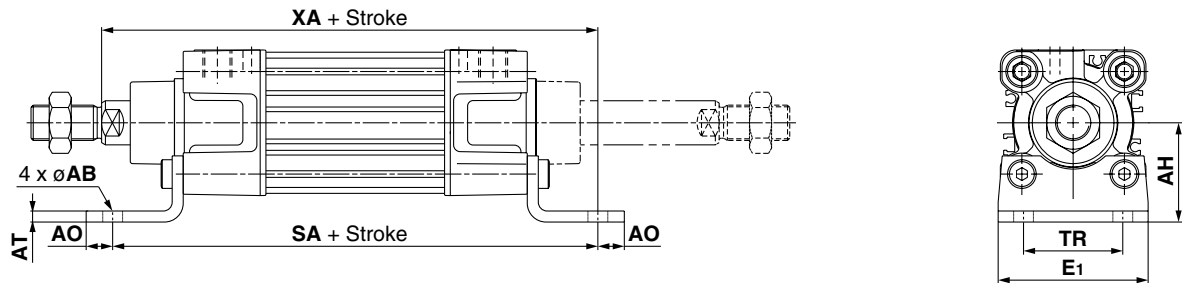 XA + Stroke
4 x øAB
AT
AO
SA + Stroke
AO
AH
TR
E1